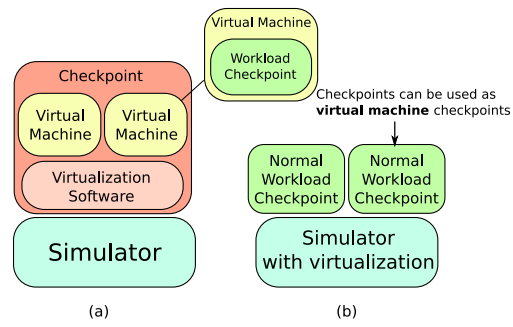 Virtual Machine
Workload
Checkpoint
Checkpoint
Virtual
Machine
Virtual
Machine
Virtualization
Software
Simulator
(a)
Checkpoints can be used as
virtual machine checkpoints
Normal
Workload
Checkpoint
Normal
Workload
Checkpoint
Simulator
with virtualization
(b)